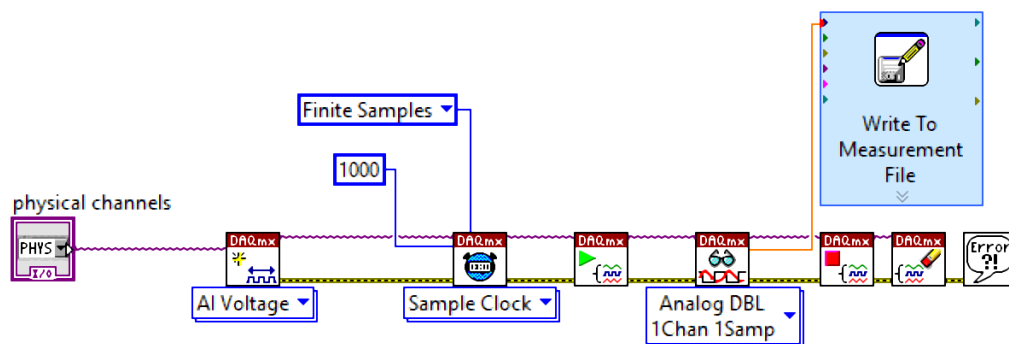 Write To
Measurement
File
Finite Samples
1000
physical channels
PHYS
I/O
DAQmx
AI Voltage
DAQmx
Sample Clock
DAQmx
DAQmx
Analog DBL
1Chan 1Samp
DAQmx
DAQmx
Error
?!